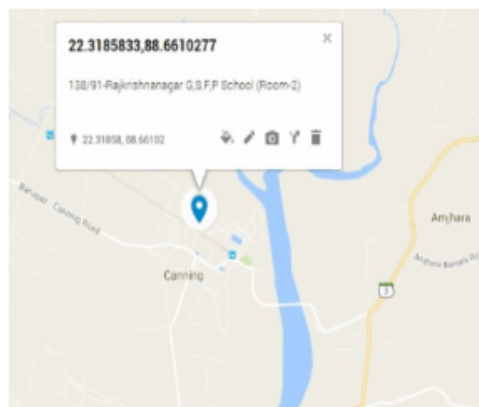 22.3185833,88.6610277
138/91-Rajkrishnanagar G,S.F,P School (Room-2)
22.31858, 88.66102
Baruipur - Canning Road
Amjhara
Canning
3